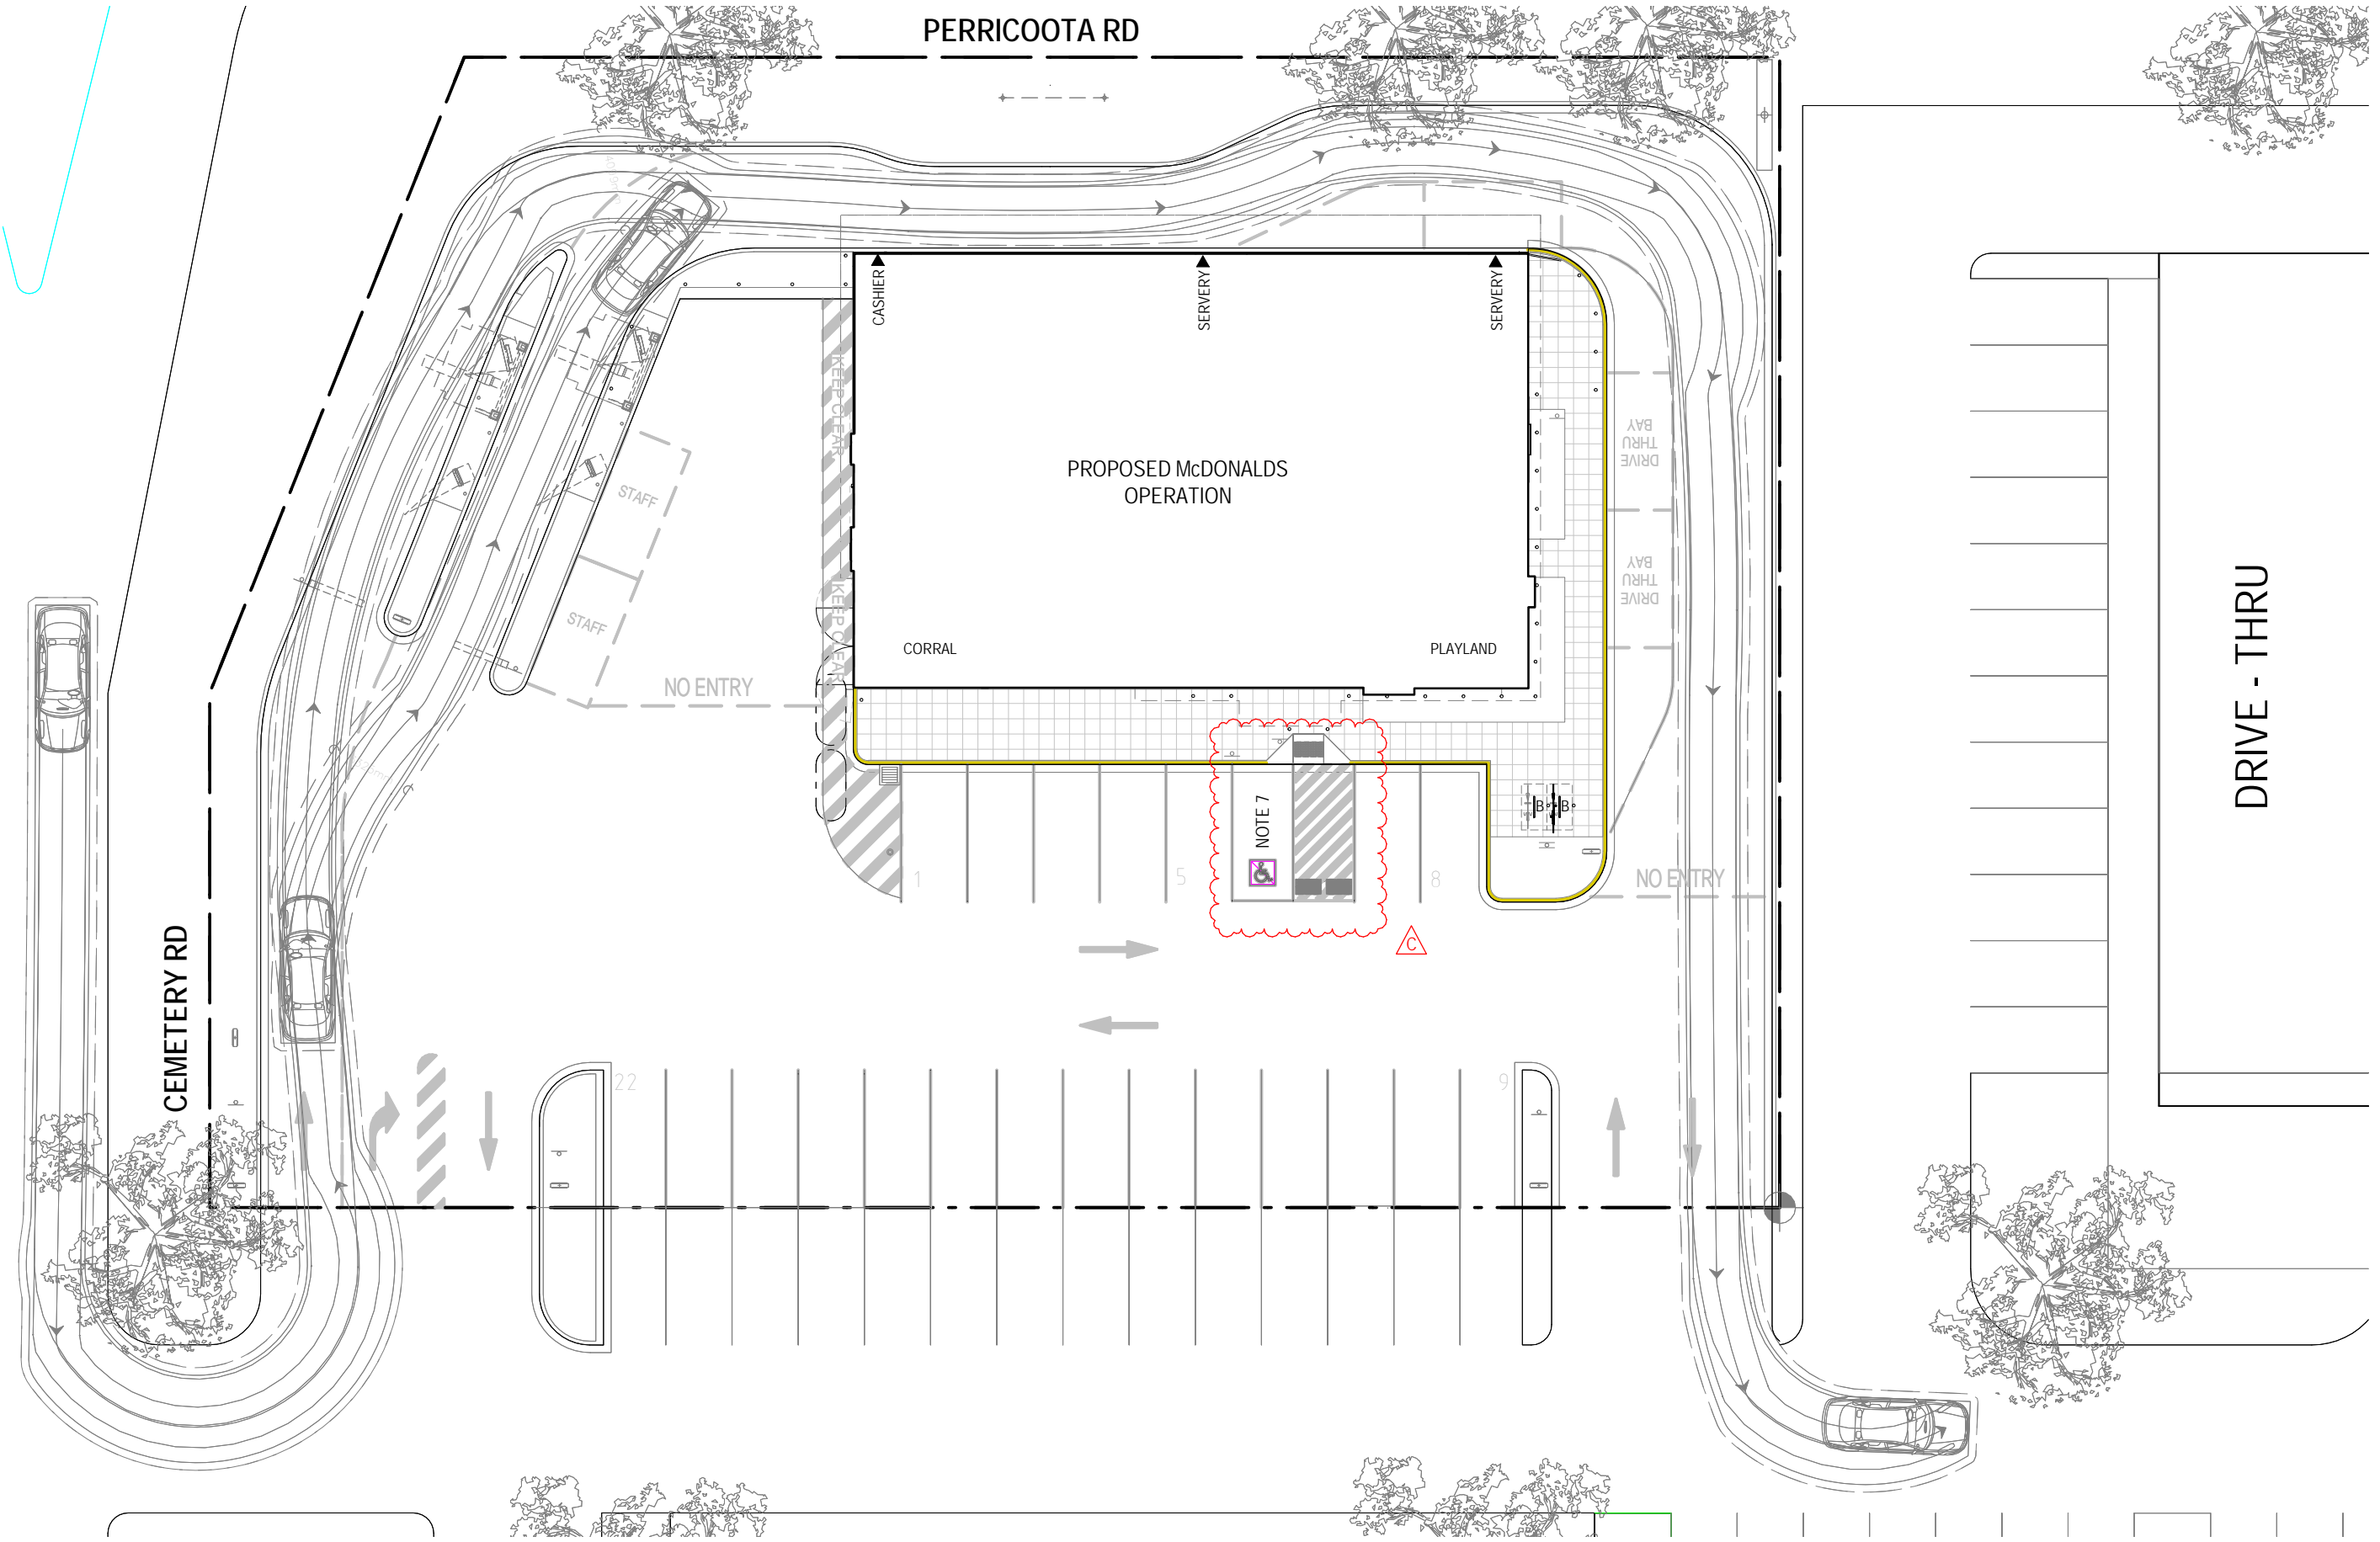 PERRICOOTA RD
CASHIER
SERVERY
SERVERY
KEEP CLEAR
PROPOSED McDONALDS
OPERATION
DRIVE
THRU
BAY
DRIVE
THRU
BAY
STAFF
STAFF
KEEP CLEAR
CORRAL
PLAYLAND
NO ENTRY
DRIVE - THRU
NOTE 7
B
B
1
5
8
NO ENTRY
C
CEMETERY RD
22
9